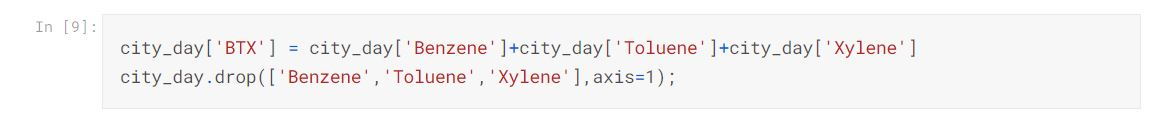 In [9]:
city_day['BTX'] = city_day['Benzene']+city_day['Toluene']+city_day['Xylene']
city_day.drop(['Benzene','Toluene','Xylene'],axis=1);